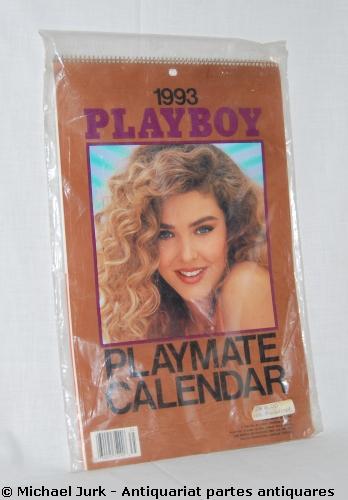 1993
PLAYBOY
PLAYMATE
CALENDAR
© Michael Jurk - Antiquariat partes antiquares